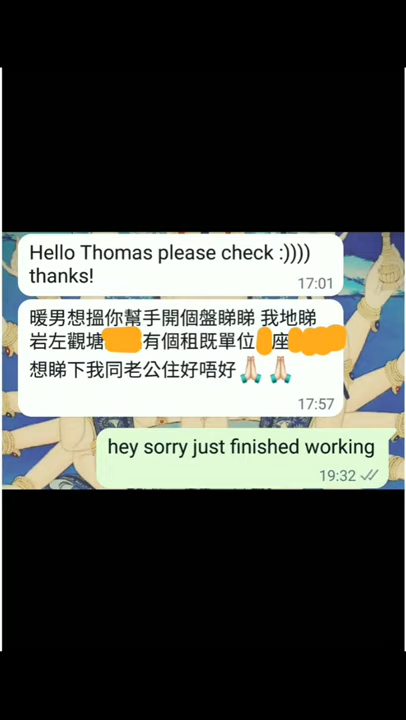 Hello Thomas please check :))))
thanks!
17:01
暖男想搵你幫手開個盤睇睇 我地睇
岩左觀塘 有個租既單位 座
想睇下我同老公住好唔好🙏🏻 🙏🏻
17:57
hey sorry just finished working
19:32